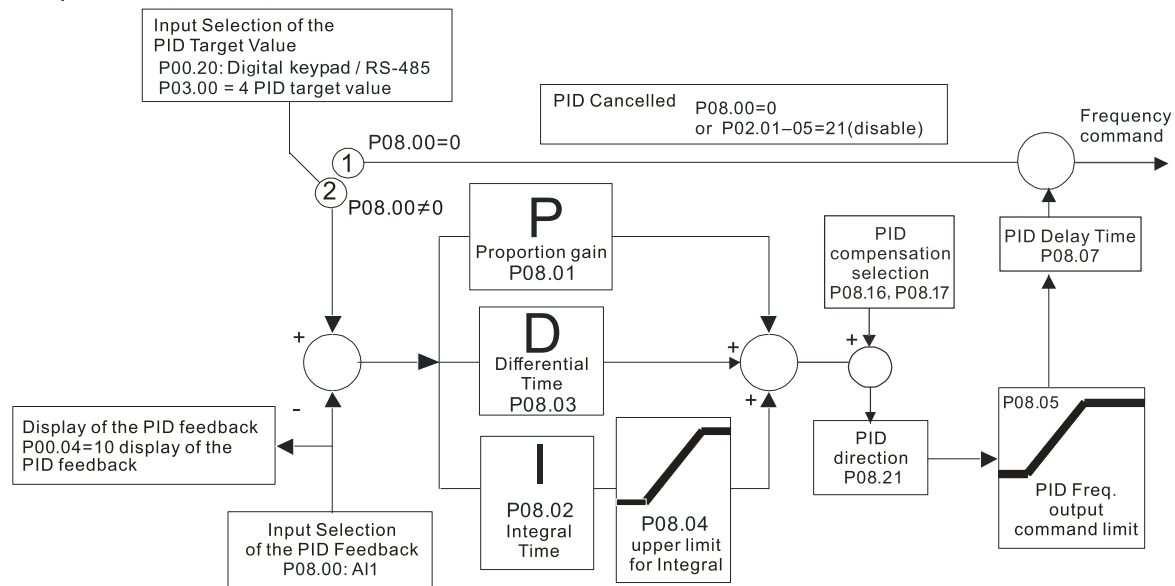 Input Selection of the
PID Target Value
P00.20: Digital keypad / RS-485
P03.00 = 4 PID target value
PID Cancelled P08.00=0
or P02.01–05=21(disable)
Frequency
command
P08.00=0
1
2
P08.00≠0
P
Proportion gain
P08.01
PID
compensation
selection
P08.16, P08.17
PID Delay Time
P08.07
+
-
D
Differential
Time
P08.03
+
+
+
Display of the PID feedback
P00.04=10 display of the
PID feedback
I
P08.02
Integral
Time
P08.04
upper limit
for Integral
PID
direction
P08.21
P08.05
PID Freq.
output
command limit
Input Selection
of the PID Feedback
P08.00: AI1